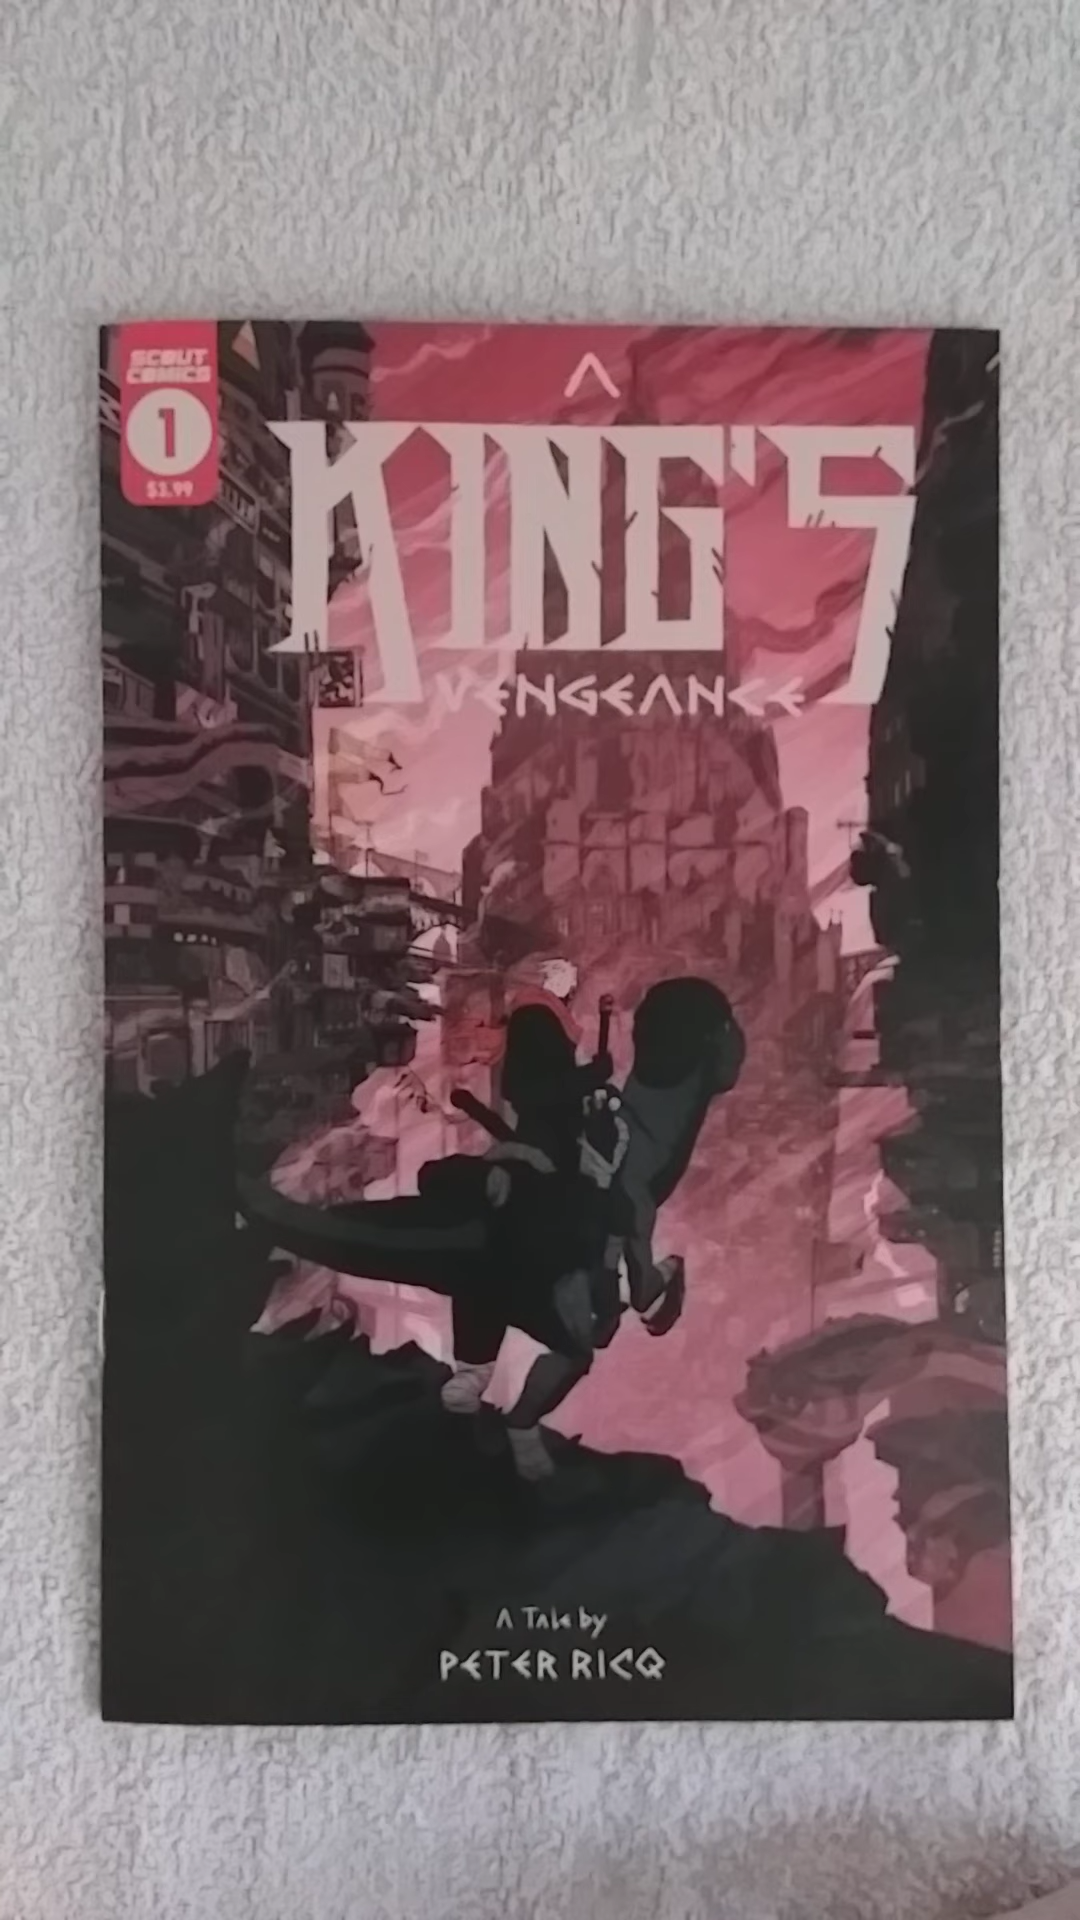 SCOUT
COMICS
1
$3.99
A
KING'S
VENGEANCE
A Tale by
PETER RICQ